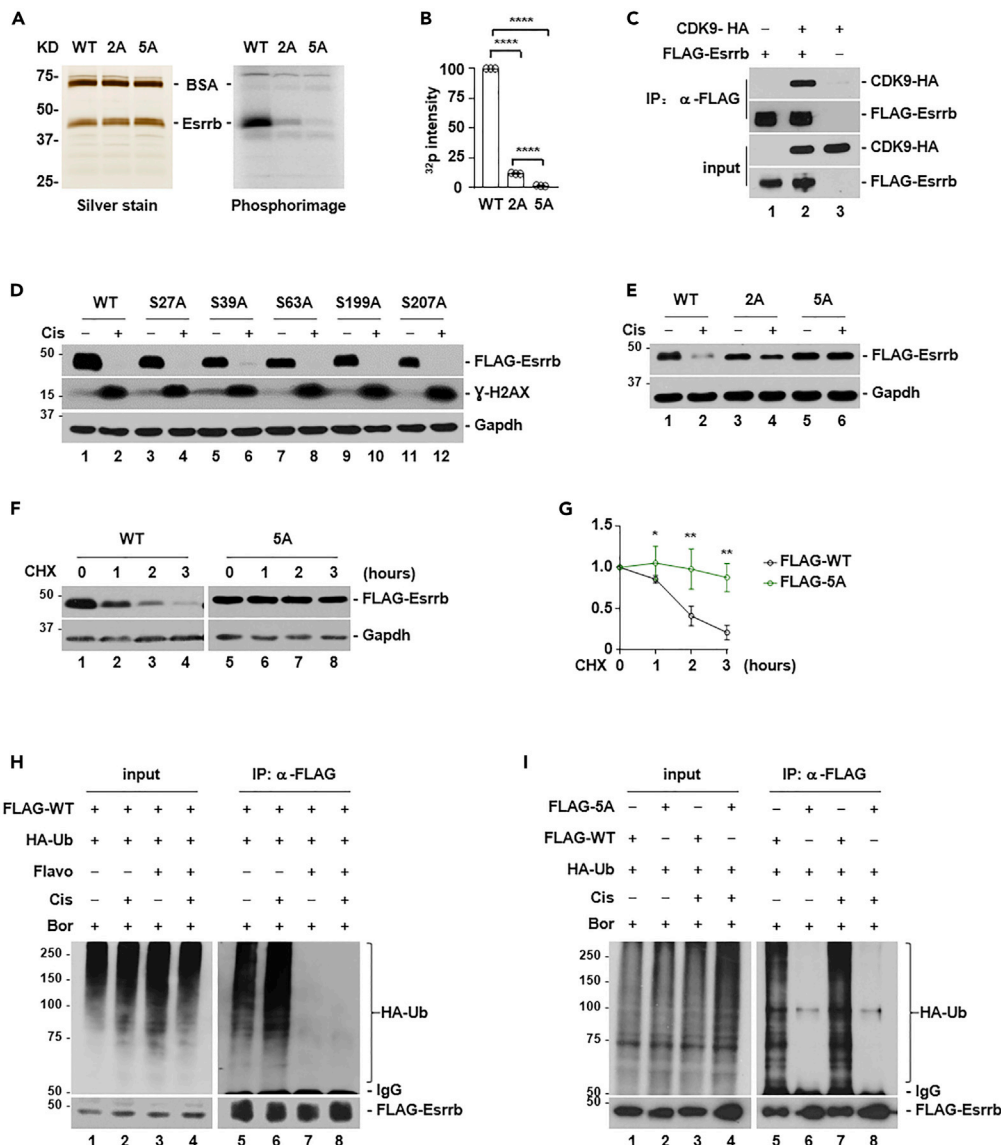 A
KD WT 2A 5A WT 2A 5A
75-
50-
37-
25-
- BSA -
- Esrrb -
Silver stain Phosphorimage
B
****
****
****
³²p intensity
100
75
50
25
0
WT 2A 5A
C
CDK9-HA – + +
FLAG-Esrrb + + –
IP: α-FLAG
- CDK9-HA
- FLAG-Esrrb
input
- CDK9-HA
- FLAG-Esrrb
1 2 3
D
WT S27A S39A S63A S199A S207A
Cis – + – + – + – + – + – +
50 -
15 -
37 -
- FLAG-Esrrb
- Ɣ-H2AX
- Gapdh
1 2 3 4 5 6 7 8 9 10 11 12
E
WT 2A 5A
Cis – + – + – +
50 -
37 -
- FLAG-Esrrb
- Gapdh
1 2 3 4 5 6
F
WT 5A
CHX 0 1 2 3 0 1 2 3 (hours)
50 -
37 -
- FLAG-Esrrb
- Gapdh
1 2 3 4 5 6 7 8
G
1.5
1.0
0.5
0
* ** **
FLAG-WT
FLAG-5A
CHX 0 1 2 3 (hours)
H
input IP: α-FLAG
FLAG-WT + + + + + + + +
HA-Ub + + + + + + + +
Flavo – – + + – – + +
Cis – + – + – + – +
Bor + + + + + + + +
250 -
150 -
100 -
75 -
50 -
50 -
HA-Ub
- IgG
- FLAG-Esrrb
1 2 3 4 5 6 7 8
I
input IP: α-FLAG
FLAG-5A – + – + – + – +
FLAG-WT + – + – + – + –
HA-Ub + + + + + + + +
Cis – – + + – – + +
Bor + + + + + + + +
250 -
150 -
100 -
75 -
50 -
50 -
HA-Ub
- IgG
- FLAG-Esrrb
1 2 3 4 5 6 7 8